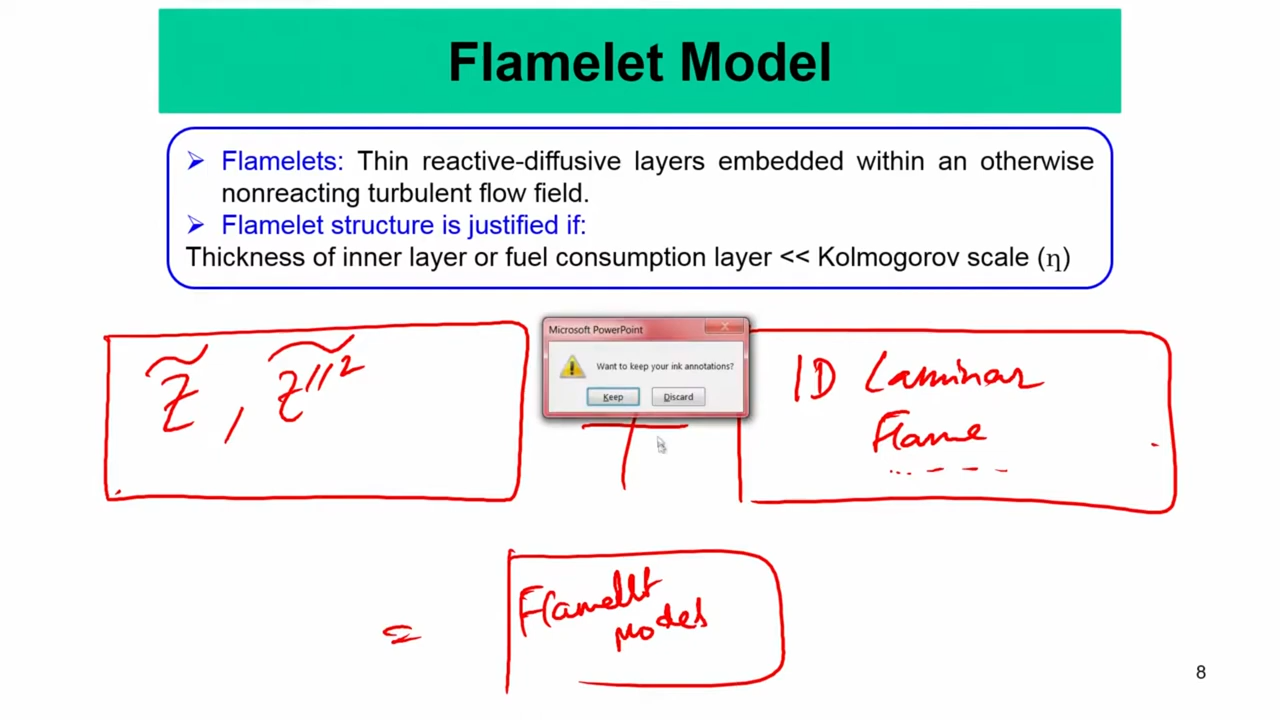 Flamelet Model
➢ Flamelets: Thin reactive-diffusive layers embedded within an otherwise
nonreacting turbulent flow field.
➢ Flamelet structure is justified if:
Thickness of inner layer or fuel consumption layer << Kolmogorov scale (η)
Microsoft PowerPoint
Want to keep your ink annotations?
Keep Discard
Z̃ , Z̃″²
+
1D Laminar
Flame
=
Flamelet
Models
8